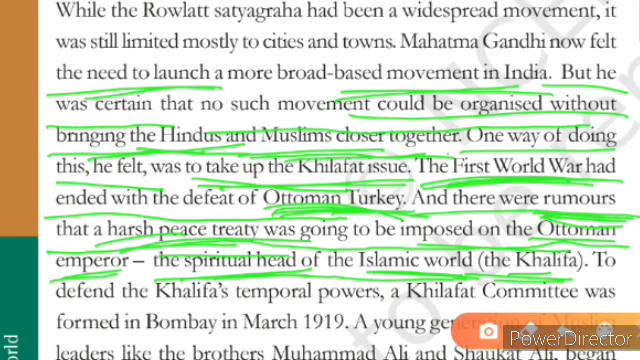 While the Rowlatt satyagraha had been a widespread movement, it
was still limited mostly to cities and towns. Mahatma Gandhi now felt
the need to launch a more broad-based movement in India. But he
was certain that no such movement could be organised without
bringing the Hindus and Muslims closer together. One way of doing
this, he felt, was to take up the Khilafat issue. The First World War had
ended with the defeat of Ottoman Turkey. And there were rumours
that a harsh peace treaty was going to be imposed on the Ottoman
emperor – the spiritual head of the Islamic world (the Khalifa). To
defend the Khalifa's temporal powers, a Khilafat Committee was
formed in Bombay in March 1919. A young of Muslim
leaders like the brothers Muhammad Ali and Shaukat Ali, began
PowerDirector
orld